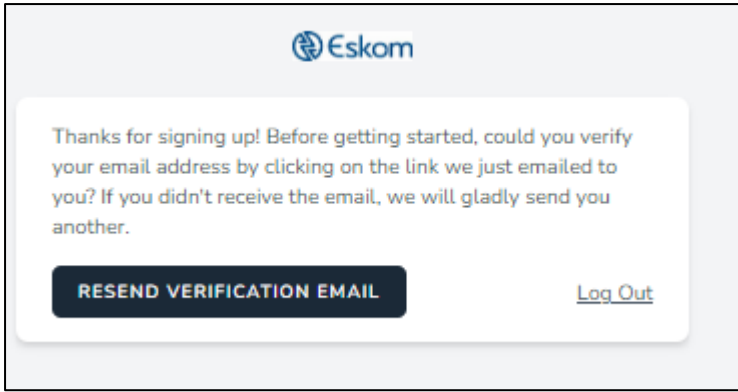 Eskom
Thanks for signing up! Before getting started, could you verify
your email address by clicking on the link we just emailed to
you? If you didn't receive the email, we will gladly send you
another.
RESEND VERIFICATION EMAIL
Log Out